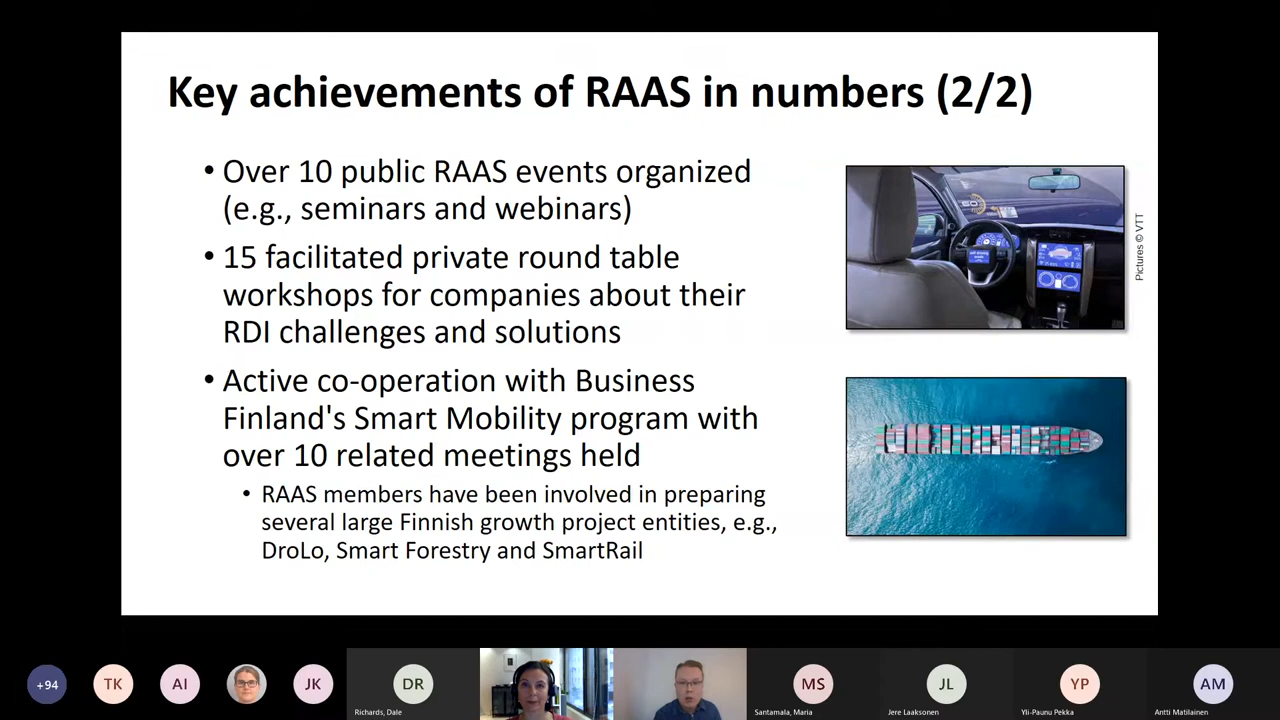 Key achievements of RAAS in numbers (2/2)
• Over 10 public RAAS events organized
(e.g., seminars and webinars)
• 15 facilitated private round table
workshops for companies about their
RDI challenges and solutions
• Active co-operation with Business
Finland's Smart Mobility program with
over 10 related meetings held
• RAAS members have been involved in preparing
several large Finnish growth project entities, e.g.,
DroLo, Smart Forestry and SmartRail
Pictures © VTT
+94
TK
AI
JK
DR
Richards, Dale
MS
Santamala, Maria
JL
Jere Laaksonen
YP
Yli-Paunu Pekka
AM
Antti Matilainen